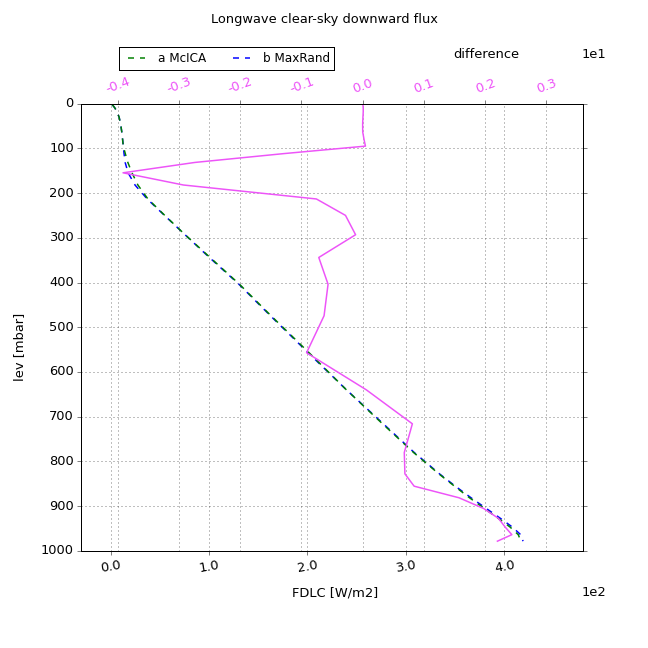 Longwave clear-sky downward flux
a McICA b MaxRand
difference 1e1
-0.4 -0.3 -0.2 -0.1 0.0 0.1 0.2 0.3
0
100
200
300
400
500
600
700
800
900
1000
lev [mbar]
0.0 1.0 2.0 3.0 4.0
FDLC [W/m2] 1e2